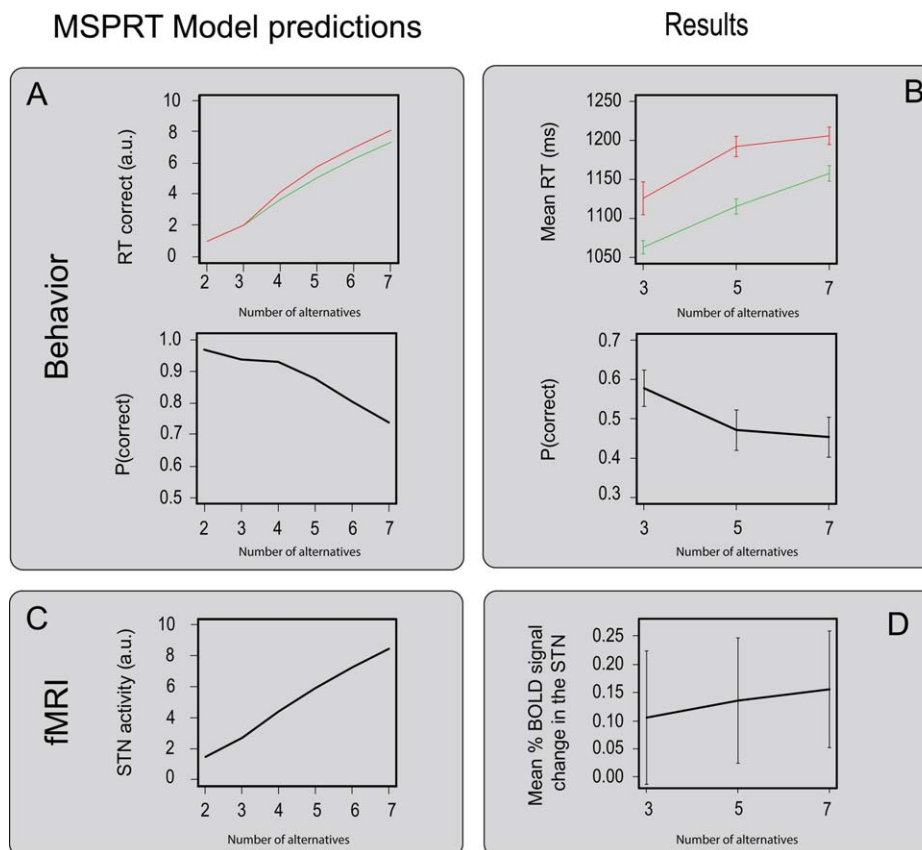 MSPRT Model predictions
Results
A
RT correct (a.u.)
10
8
6
4
2
0
2 3 4 5 6 7
Number of alternatives
Behavior
P(correct)
1.0
0.9
0.8
0.7
0.6
0.5
2 3 4 5 6 7
Number of alternatives
B
Mean RT (ms)
1250
1200
1150
1100
1050
3 5 7
Number of alternatives
P(correct)
0.7
0.6
0.5
0.4
0.3
3 5 7
Number of alternatives
C
fMRI
STN activity (a.u.)
10
8
6
4
2
0
2 3 4 5 6 7
Number of alternatives
D
Mean % BOLD signal
change in the STN
0.25
0.20
0.15
0.10
0.05
0.00
3 5 7
Number of alternatives